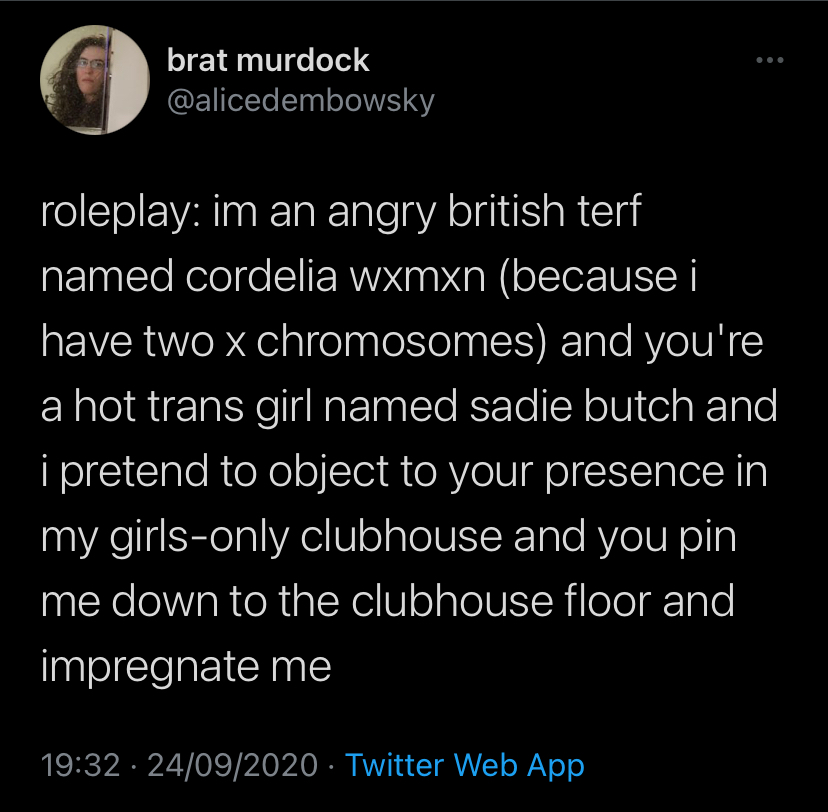 brat murdock
@alicedembowsky
roleplay: im an angry british terf
named cordelia wxmxn (because i
have two x chromosomes) and you're
a hot trans girl named sadie butch and
i pretend to object to your presence in
my girls-only clubhouse and you pin
me down to the clubhouse floor and
impregnate me
19:32 · 24/09/2020 · Twitter Web App